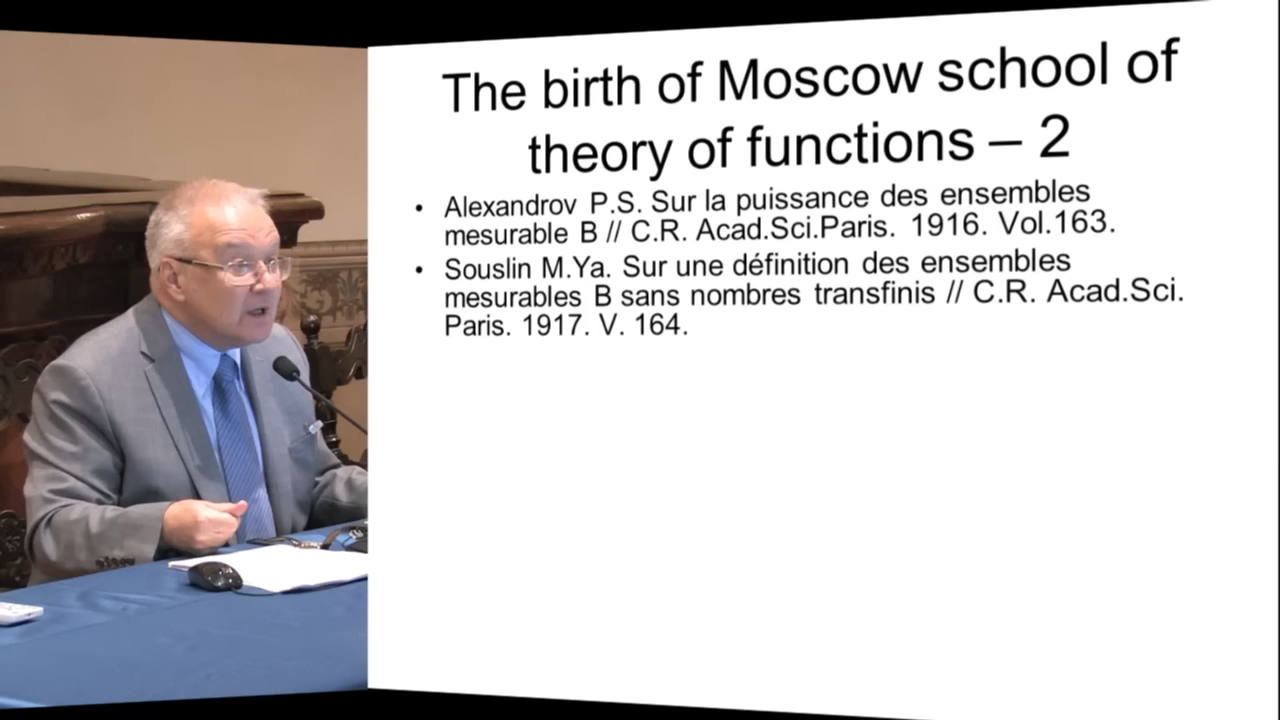 The birth of Moscow school of
theory of functions – 2
• Alexandrov P.S. Sur la puissance des ensembles
mesurable B // C.R. Acad.Sci.Paris. 1916. Vol.163.
• Souslin M.Ya. Sur une définition des ensembles
mesurables B sans nombres transfinis // C.R. Acad.Sci.
Paris. 1917. V. 164.